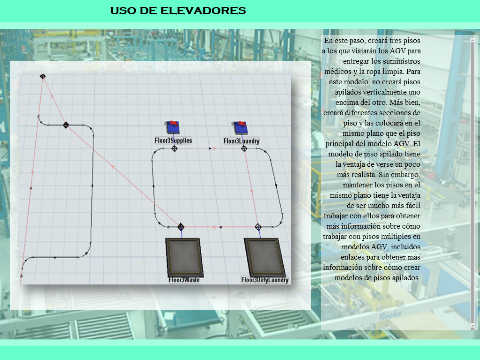 USO DE ELEVADORES
En este paso, creará tres pisos
a los que visitarán los AGV para
entregar los suministros
médicos y la ropa limpia. Para
este modelo, no creará pisos
apilados verticalmente uno
encima del otro. Más bien,
creará diferentes secciones de
piso y las colocará en el
mismo plano que el piso
principal del modelo AGV. El
modelo de piso apilado tiene
la ventaja de verse un poco
más realista. Sin embargo,
mantener los pisos en el
mismo plano tiene la ventaja
de ser mucho más fácil
trabajar con ellos para obtener
más información sobre cómo
trabajar con pisos múltiples en
modelos AGV, incluidos
enlaces para obtener más
información sobre cómo crear
modelos de pisos apilados.
Floor3Supplies
Floor3Laundry
Floor3Waste
Floor3DirtyLaundry